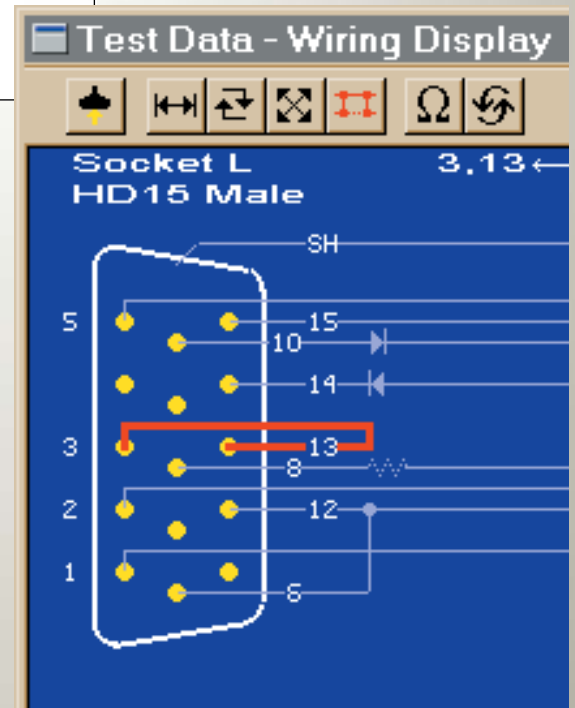 Test Data - Wiring Display
Ω
Socket L 3.13←
HD15 Male
SH
5 15
10
14
3 13
8
2 12
1
6